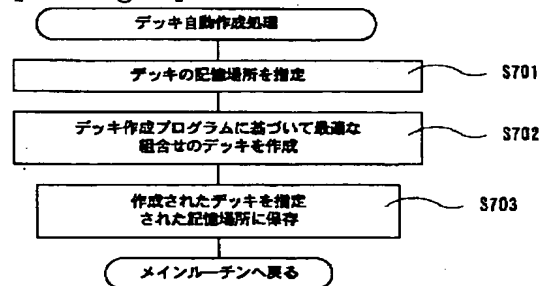 デッキ自動作成処理
デッキの記憶場所を指定
S701
デッキ作成プログラムに基づいて最適な
組合せのデッキを作成
S702
作成されたデッキを指定
された記憶場所に保存
S703
メインルーチンへ戻る